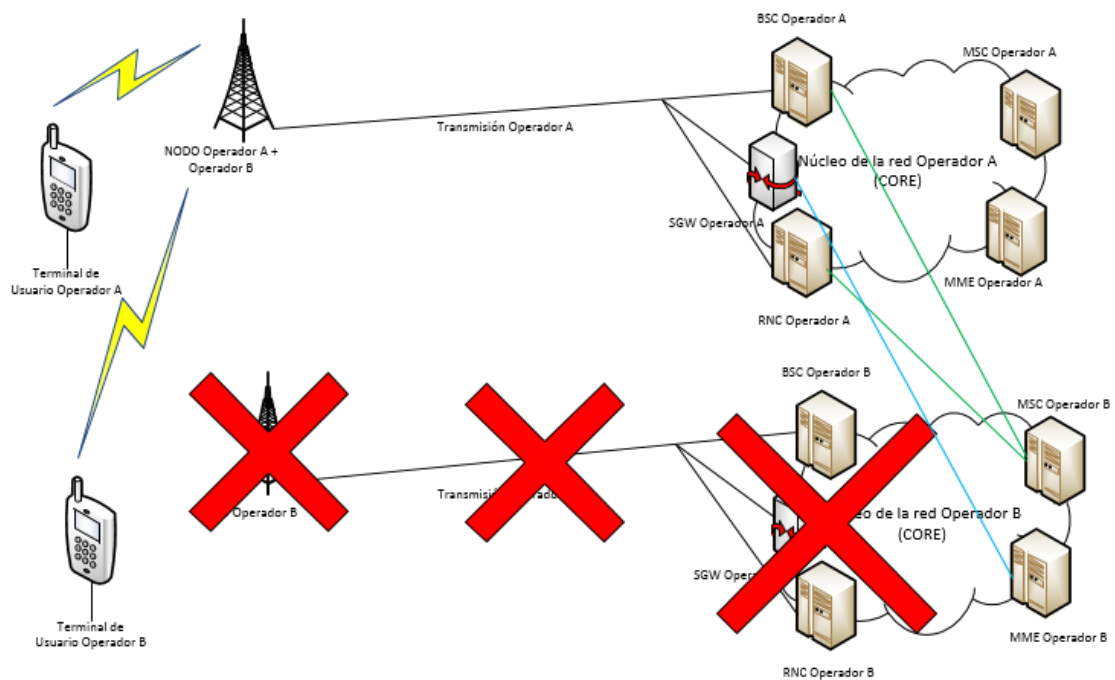 BSC Operador A
MSC Operador A
Transmisión Operador A
NODO Operador A +
Operador B
Núcleo de la red Operador A
(CORE)
SGW Operador A
Terminal de
Usuario Operador A
MME Operador A
RNC Operador A
BSC Operador B
MSC Operador B
Transmisión
Operador B
de la red Operador B
(CORE)
SGW
Terminal de
Usuario Operador B
MME Operador B
RNC Operador B